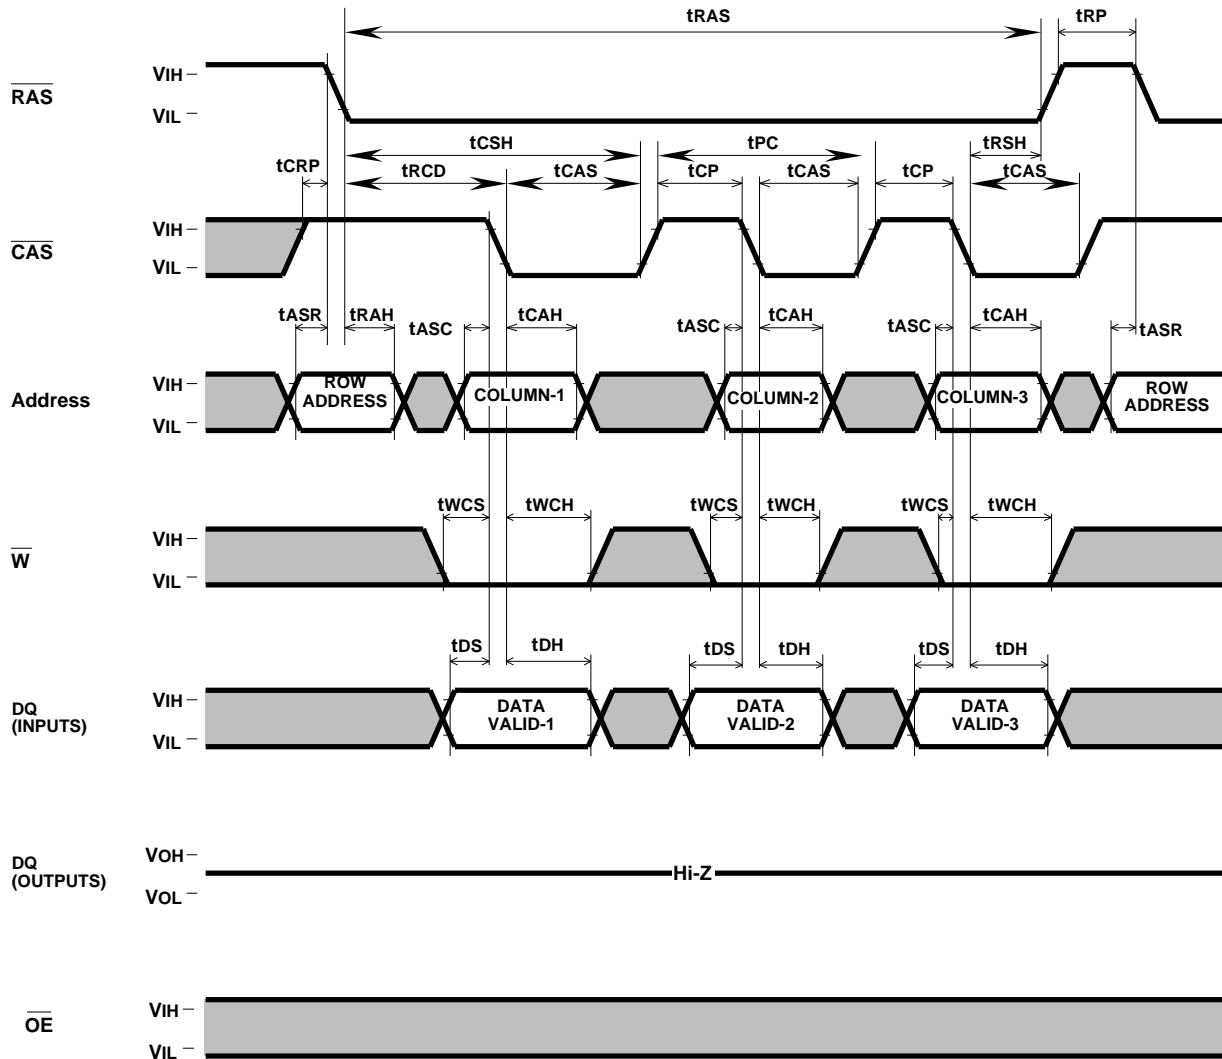 tRAS tRP
RAS VIH
VIL
tCSH tPC tRSH
tCRP tRCD tCAS tCP tCAS tCP tCAS
CAS VIH
VIL
tASR tRAH tASC tCAH tASC tCAH tASC tCAH tASR
Address VIH
VIL
ROW
ADDRESS
COLUMN-1
COLUMN-2
COLUMN-3
ROW
ADDRESS
tWCS tWCH tWCS tWCH tWCS tWCH
W VIH
VIL
tDS tDH tDS tDH tDS tDH
DQ
(INPUTS)
VIH
VIL
DATA
VALID-1
DATA
VALID-2
DATA
VALID-3
DQ
(OUTPUTS)
VOH
VOL
Hi-Z
OE VIH
VIL